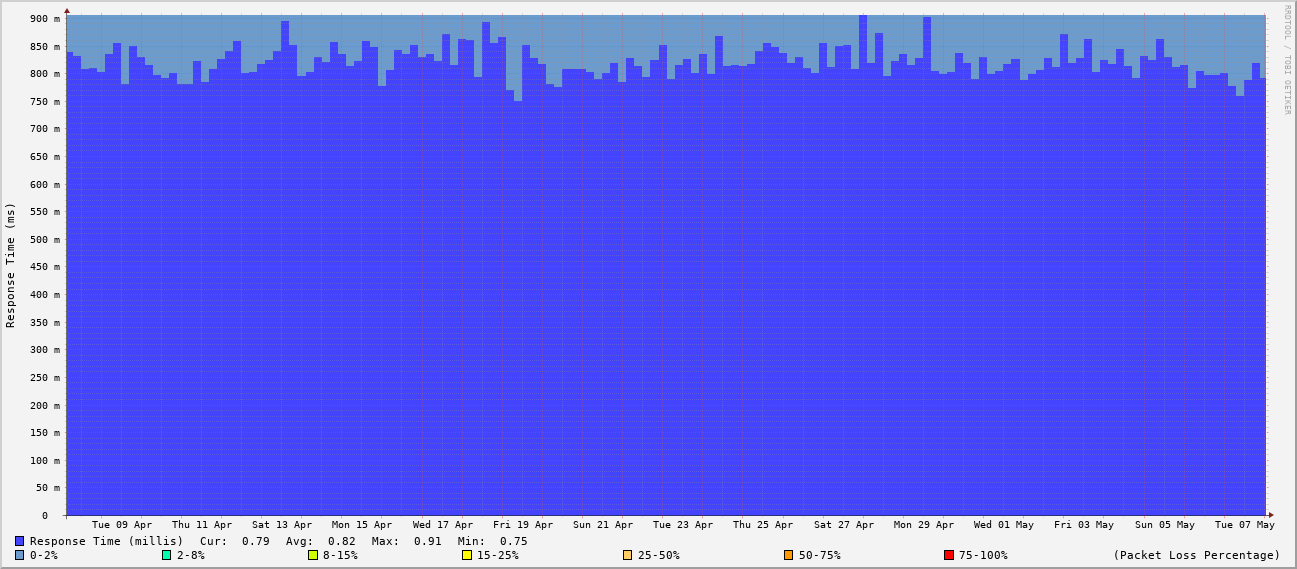 900 m
850 m
800 m
750 m
700 m
650 m
600 m
550 m
500 m
450 m
400 m
350 m
300 m
250 m
200 m
150 m
100 m
50 m
0
Response Time (ms)
RRDTOOL / TOBI OETIKER
Tue 09 Apr Thu 11 Apr Sat 13 Apr Mon 15 Apr Wed 17 Apr Fri 19 Apr Sun 21 Apr Tue 23 Apr Thu 25 Apr Sat 27 Apr Mon 29 Apr Wed 01 May Fri 03 May Sun 05 May Tue 07 May
Response Time (millis) Cur: 0.79 Avg: 0.82 Max: 0.91 Min: 0.75
0-2% 2-8% 8-15% 15-25% 25-50% 50-75% 75-100% (Packet Loss Percentage)